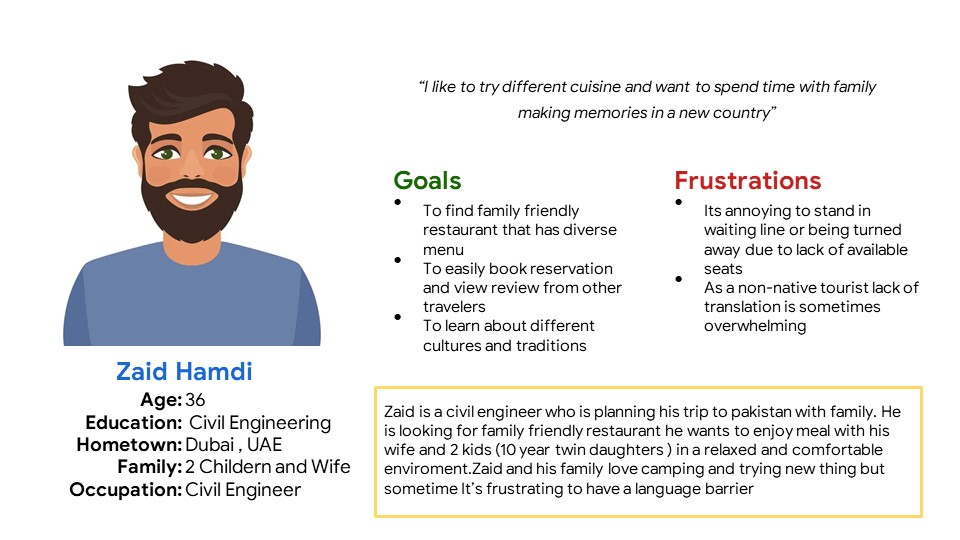 “I like to try different cuisine and want to spend time with family
making memories in a new country”
Goals
• To find family friendly
restaurant that has diverse
menu
• To easily book reservation
and view review from other
travelers
• To learn about different
cultures and traditions
Frustrations
• Its annoying to stand in
waiting line or being turned
away due to lack of available
seats
• As a non-native tourist lack of
translation is sometimes
overwhelming
Zaid Hamdi
Age: 36
Education: Civil Engineering
Hometown: Dubai , UAE
Family: 2 Childern and Wife
Occupation: Civil Engineer
Zaid is a civil engineer who is planning his trip to pakistan with family. He
is looking for family friendly restaurant he wants to enjoy meal with his
wife and 2 kids (10 year twin daughters ) in a relaxed and comfortable
enviroment.Zaid and his family love camping and trying new thing but
sometime It’s frustrating to have a language barrier